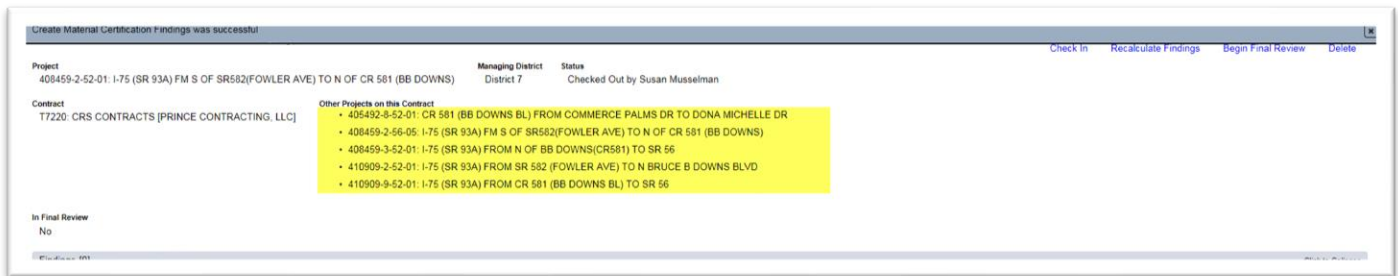 Create Material Certification Findings was successful
Check In Recalculate Findings Begin Final Review Delete
Project Managing District Status
408459-2-52-01: I-75 (SR 93A) FM S OF SR582(FOWLER AVE) TO N OF CR 581 (BB DOWNS) District 7 Checked Out by Susan Musselman
Contract Other Projects on this Contract
T7220: CRS CONTRACTS [PRINCE CONTRACTING, LLC]
• 405492-8-52-01: CR 581 (BB DOWNS BL) FROM COMMERCE PALMS DR TO DONA MICHELLE DR
• 408459-2-56-05: I-75 (SR 93A) FM S OF SR582(FOWLER AVE) TO N OF CR 581 (BB DOWNS)
• 408459-3-52-01: I-75 (SR 93A) FROM N OF BB DOWNS(CR581) TO SR 56
• 410909-2-52-01: I-75 (SR 93A) FROM SR 582 (FOWLER AVE) TO N BRUCE B DOWNS BLVD
• 410909-9-52-01: I-75 (SR 93A) FROM CR 581 (BB DOWNS BL) TO SR 56
In Final Review
No